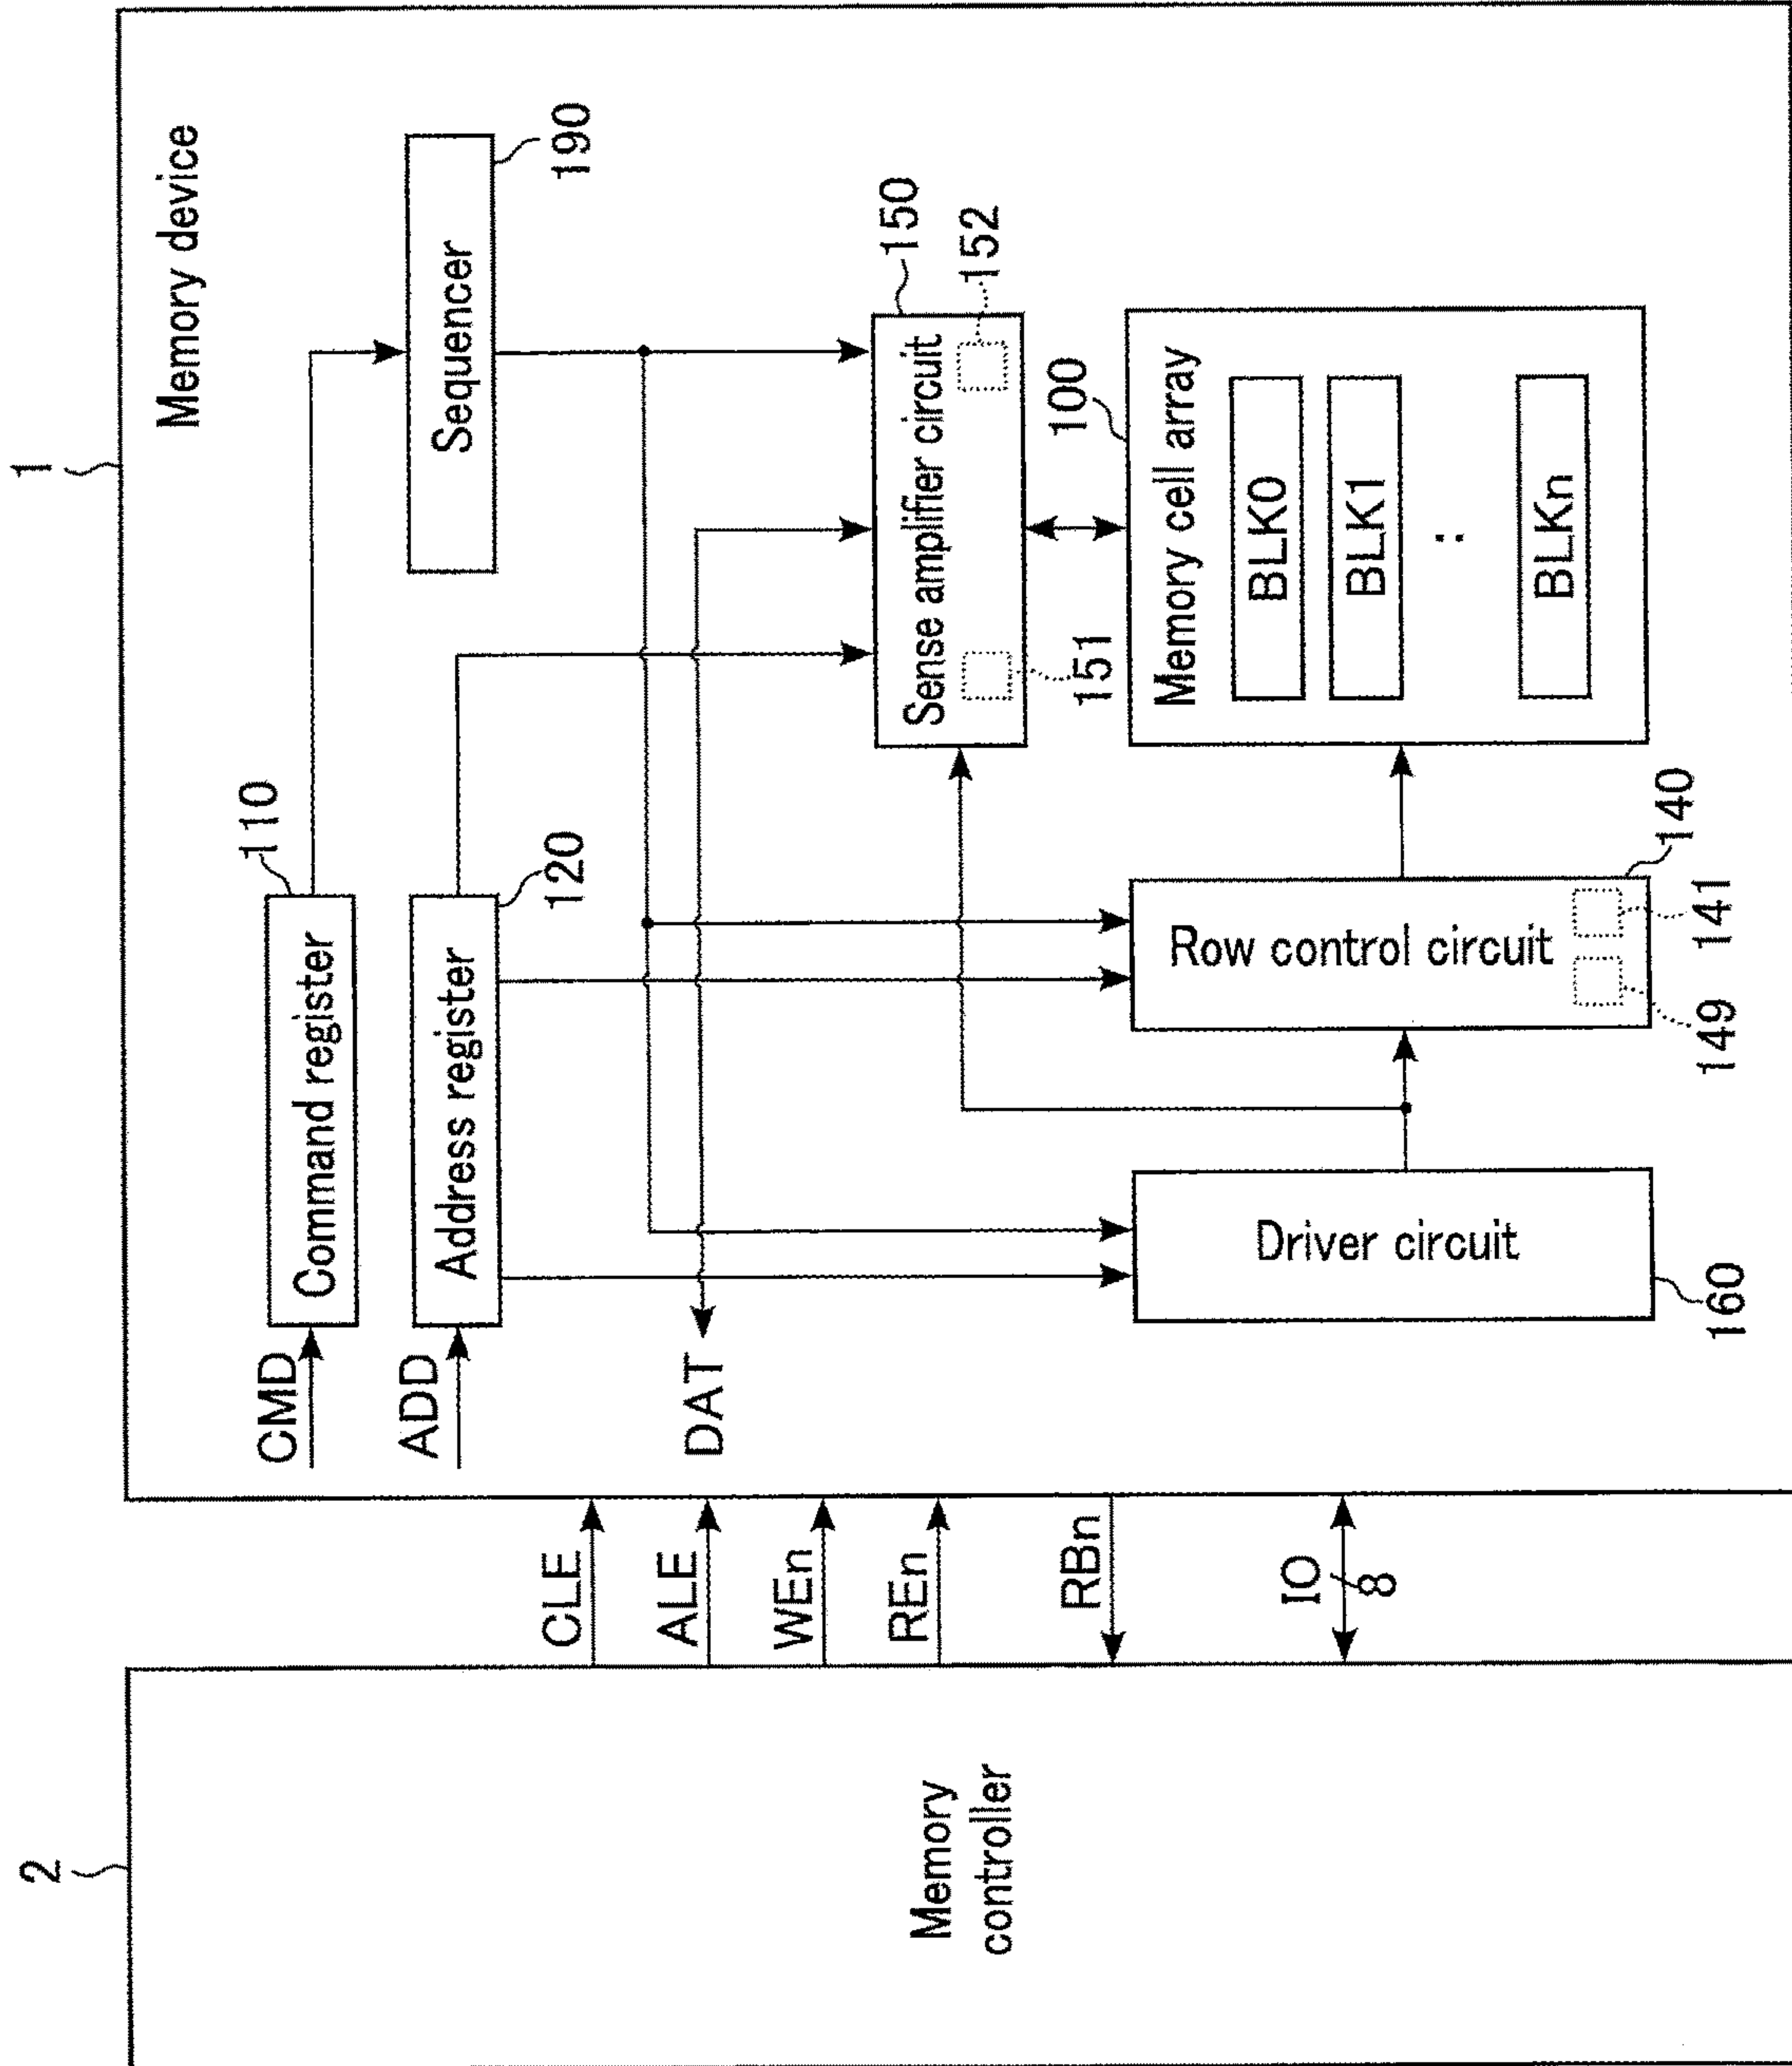 1
Memory device
2
Memory
controller
CLE
ALE
WEn
REn
RBn
IO
8
CMD
Command register
110
ADD
Address register
120
Sequencer
190
DAT
Sense amplifier circuit
150
151
152
Memory cell array
100
BLK0
BLK1
:
BLKn
Row control circuit
140
149
141
Driver circuit
160